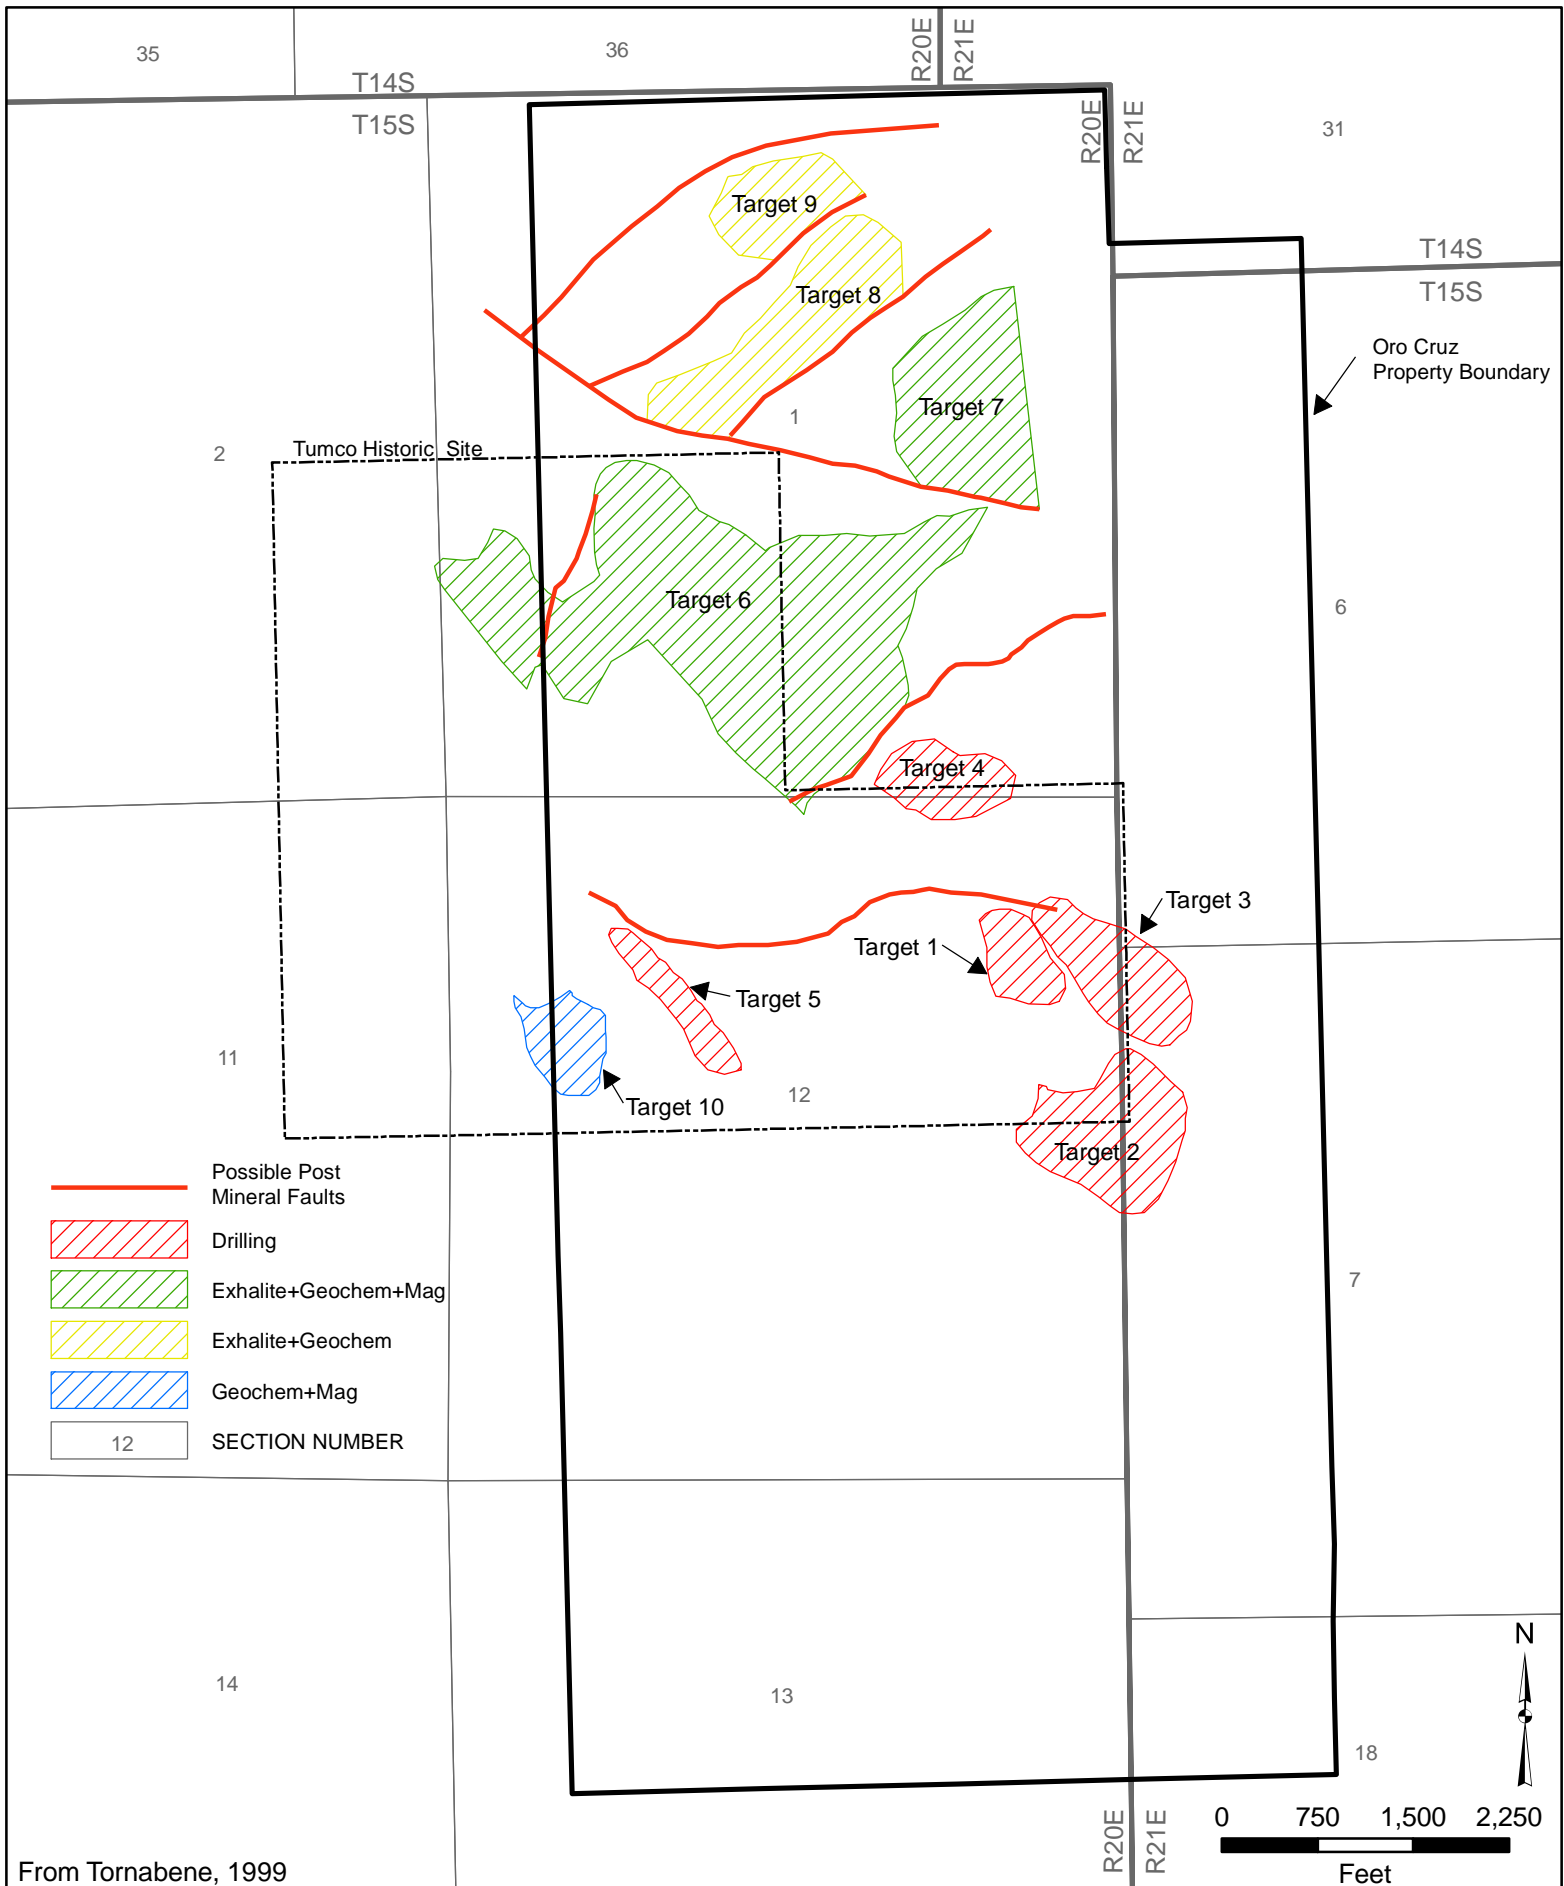 35
36
R20E
R21E
T14S
T15S
R20E
R21E
31
Target 9
T14S
T15S
Target 8
Oro Cruz
Property Boundary
Target 7
1
2
Tumco Historic Site
Target 6
6
Target 4
Target 3
Target 1
Target 5
11
12
Target 10
Target 2
Possible Post
Mineral Faults
Drilling
7
Exhalite+Geochem+Mag
Exhalite+Geochem
Geochem+Mag
12
SECTION NUMBER
N
14
13
18
R20E
R21E
0 750 1,500 2,250
Feet
From Tornabene, 1999